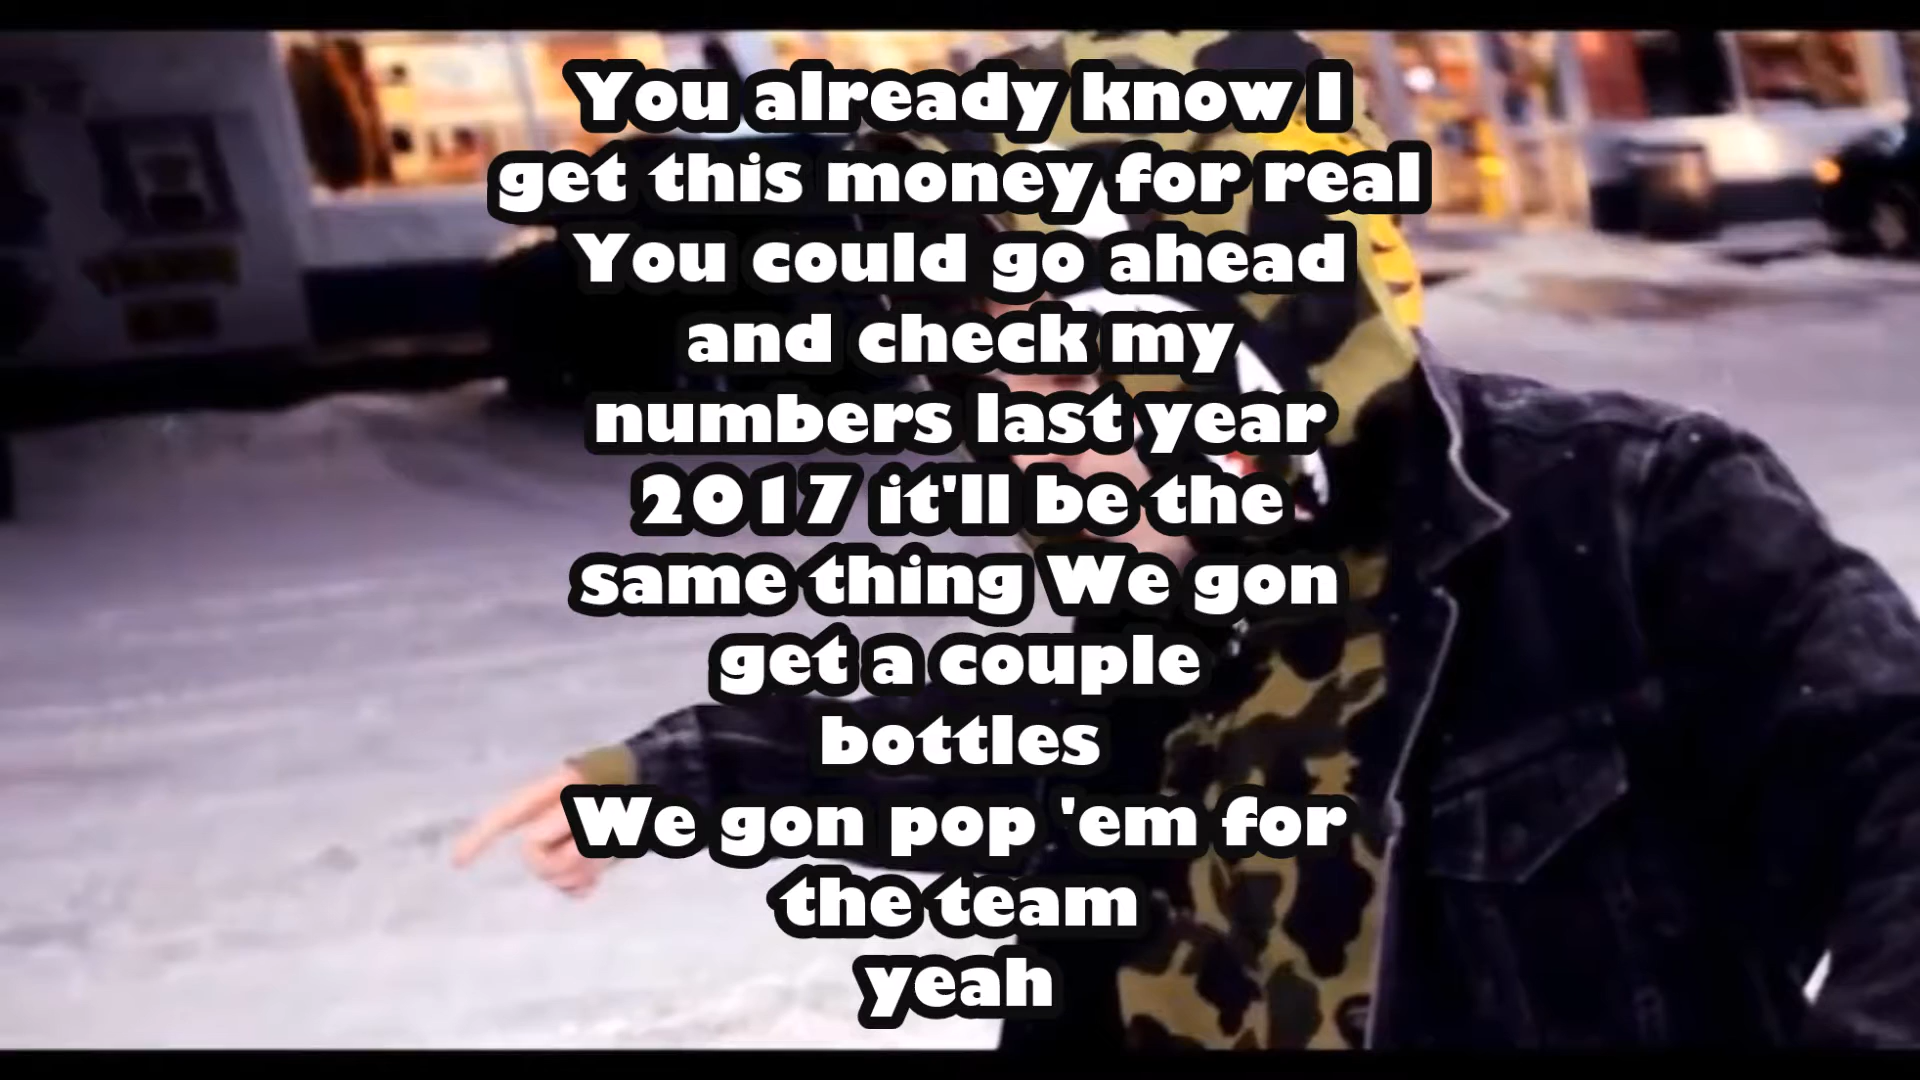 You already know I
get this money for real
You could go ahead
and check my
numbers last year
2017 it'll be the
same thing We gon
get a couple
bottles
We gon pop 'em for
the team
yeah